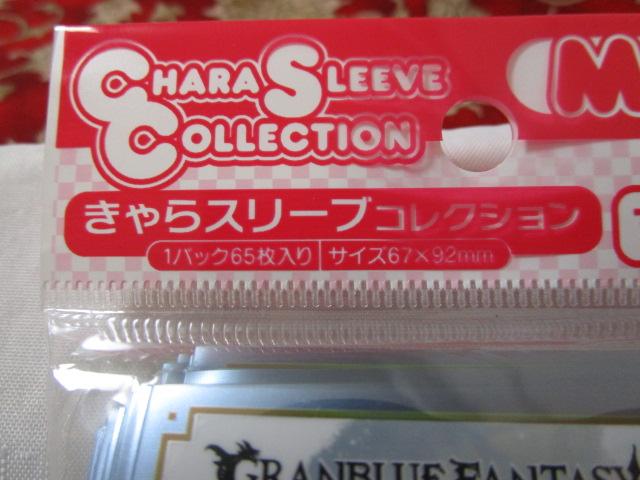 CHARA SLEEVE
COLLECTION
きゃらスリーブコレクション
1パック65枚入り サイズ67×92mm
GRANBLUE FANTASY